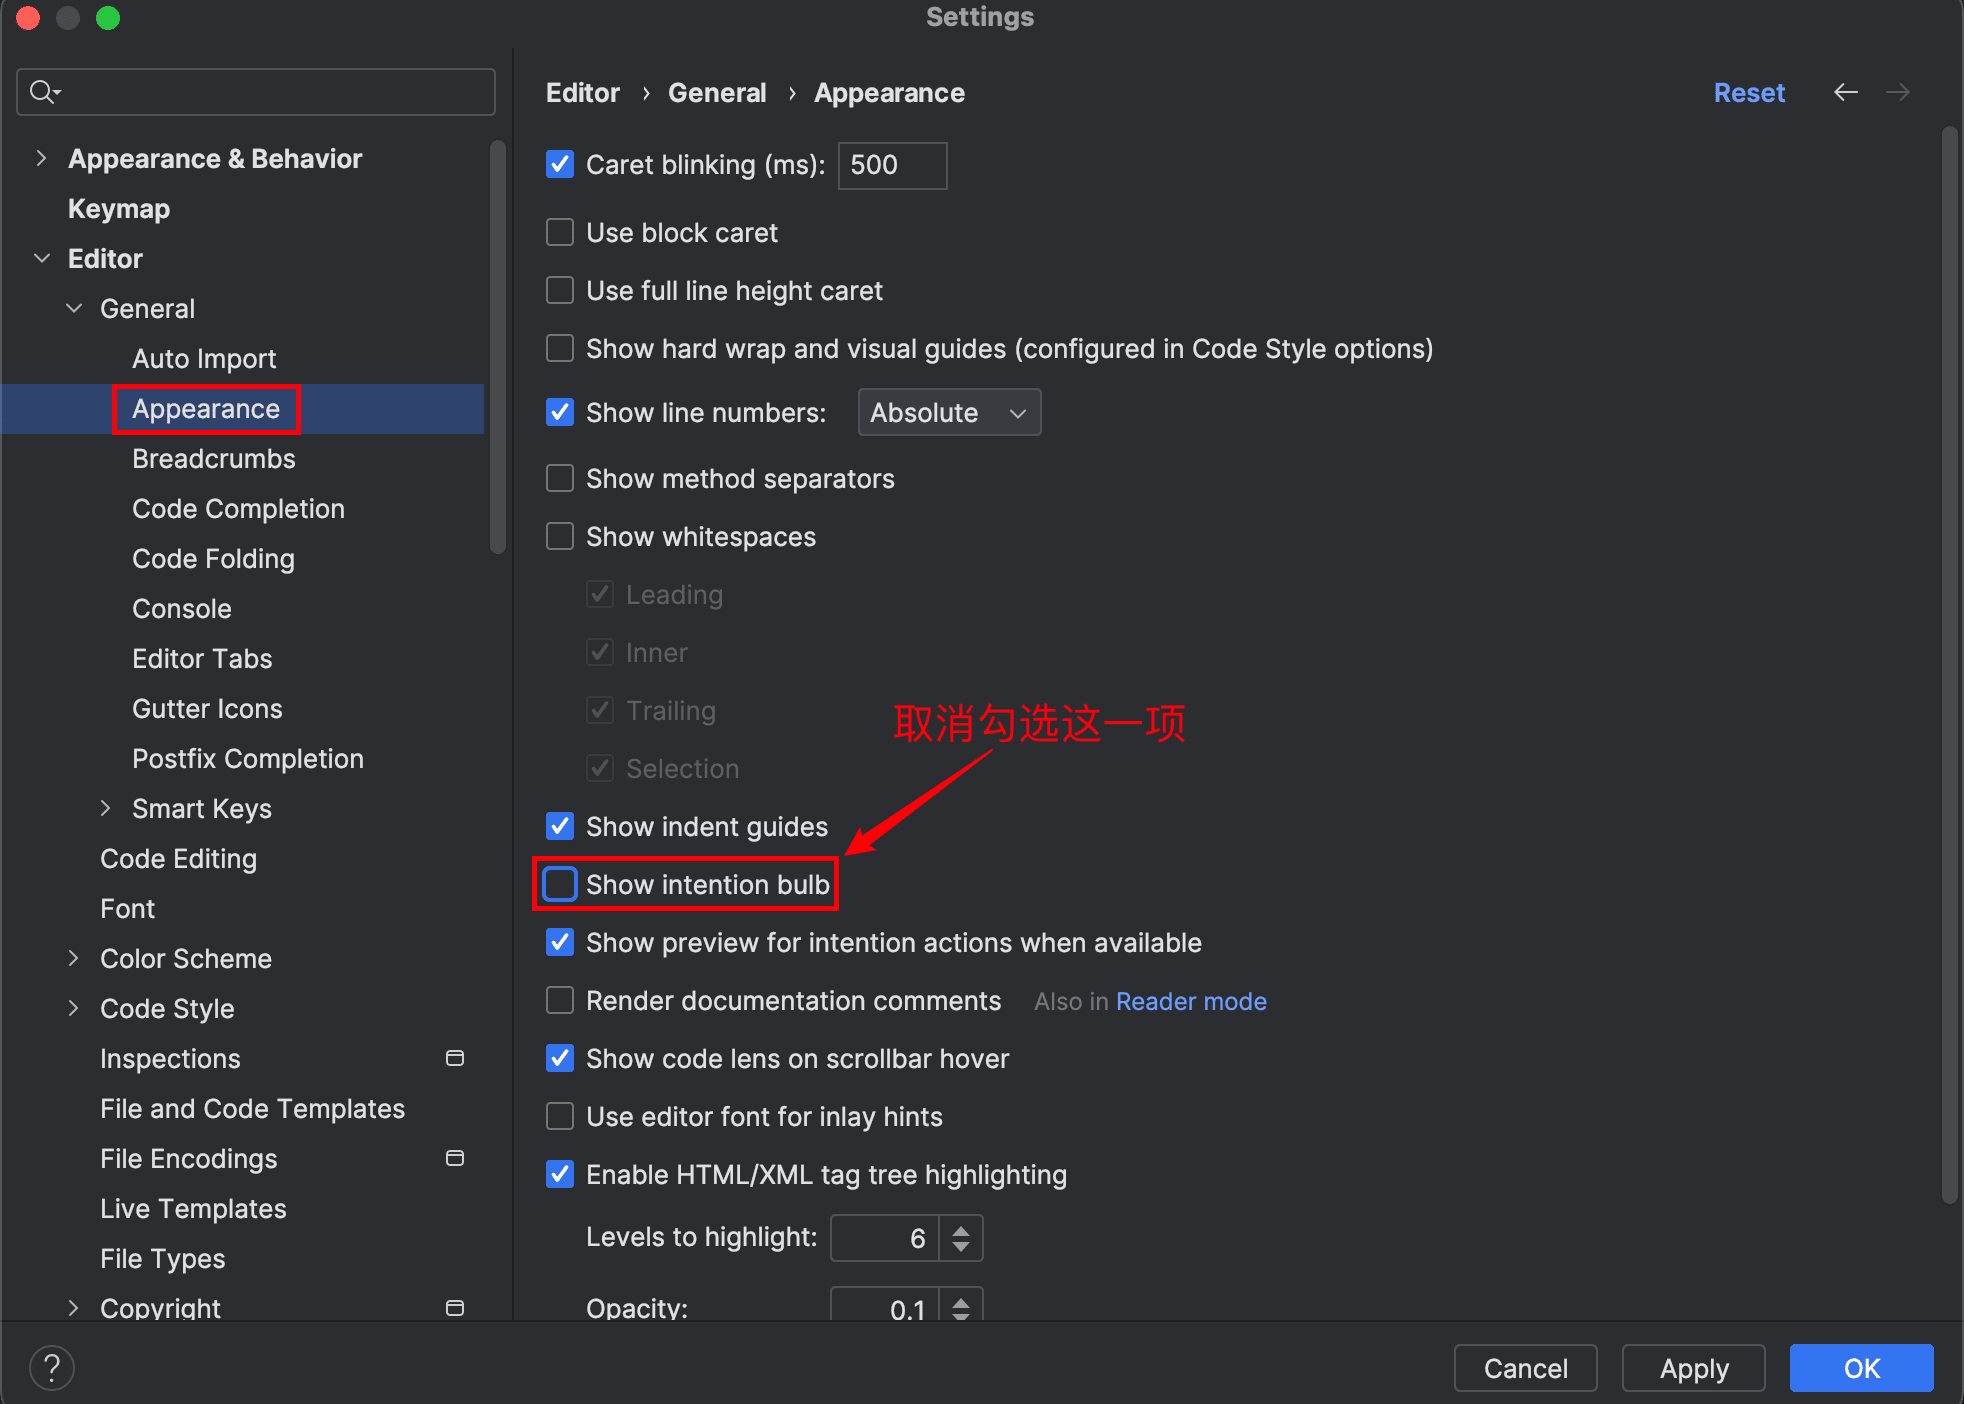 Settings
Appearance & Behavior
Keymap
Editor
General
Auto Import
Appearance
Breadcrumbs
Code Completion
Code Folding
Console
Editor Tabs
Gutter Icons
Postfix Completion
Smart Keys
Code Editing
Font
Color Scheme
Code Style
Inspections
File and Code Templates
File Encodings
Live Templates
File Types
Copyright
Editor › General › Appearance
Reset
Caret blinking (ms): 500
Use block caret
Use full line height caret
Show hard wrap and visual guides (configured in Code Style options)
Show line numbers: Absolute
Show method separators
Show whitespaces
Leading
Inner
Trailing
Selection
取消勾选这一项
Show indent guides
Show intention bulb
Show preview for intention actions when available
Render documentation comments Also in Reader mode
Show code lens on scrollbar hover
Use editor font for inlay hints
Enable HTML/XML tag tree highlighting
Levels to highlight: 6
Opacity: 0.1
?
Cancel
Apply
OK